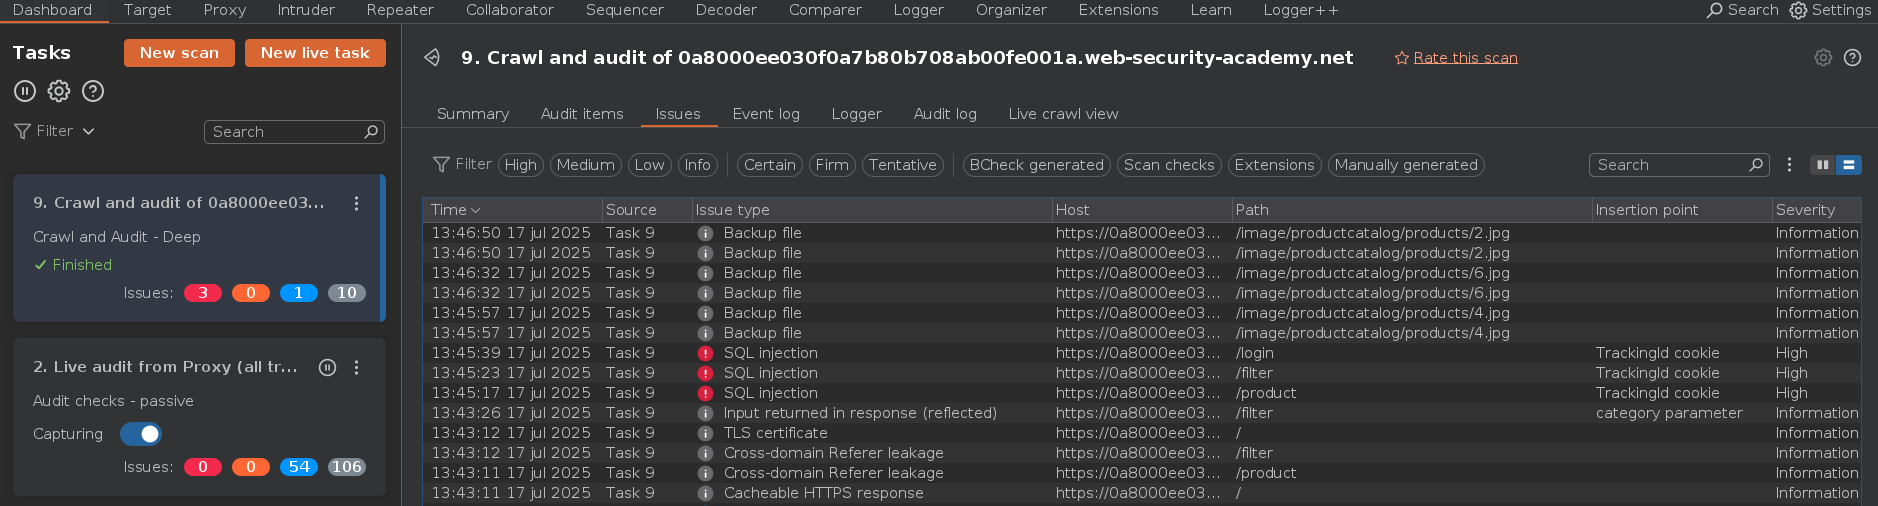 Dashboard Target Proxy Intruder Repeater Collaborator Sequencer Decoder Comparer Logger Organizer Extensions Learn Logger++ Search Settings
Tasks New scan New live task
Filter Search
9. Crawl and audit of 0a8000ee03...
Crawl and Audit - Deep
Finished
Issues: 3 0 1 10
2. Live audit from Proxy (all tr...
Audit checks - passive
Capturing
Issues: 0 0 54 106
9. Crawl and audit of 0a8000ee030f0a7b80b708ab00fe001a.web-security-academy.net Rate this scan
Summary Audit items Issues Event log Logger Audit log Live crawl view
Filter High Medium Low Info Certain Firm Tentative BCheck generated Scan checks Extensions Manually generated Search
Time Source Issue type Host Path Insertion point Severity
13:46:50 17 jul 2025 Task 9 Backup file https://0a8000ee03... /image/productcatalog/products/2.jpg Information
13:46:50 17 jul 2025 Task 9 Backup file https://0a8000ee03... /image/productcatalog/products/2.jpg Information
13:46:32 17 jul 2025 Task 9 Backup file https://0a8000ee03... /image/productcatalog/products/6.jpg Information
13:46:32 17 jul 2025 Task 9 Backup file https://0a8000ee03... /image/productcatalog/products/6.jpg Information
13:45:57 17 jul 2025 Task 9 Backup file https://0a8000ee03... /image/productcatalog/products/4.jpg Information
13:45:57 17 jul 2025 Task 9 Backup file https://0a8000ee03... /image/productcatalog/products/4.jpg Information
13:45:39 17 jul 2025 Task 9 SQL injection https://0a8000ee03... /login TrackingId cookie High
13:45:23 17 jul 2025 Task 9 SQL injection https://0a8000ee03... /filter TrackingId cookie High
13:45:17 17 jul 2025 Task 9 SQL injection https://0a8000ee03... /product TrackingId cookie High
13:43:26 17 jul 2025 Task 9 Input returned in response (reflected) https://0a8000ee03... /filter category parameter Information
13:43:12 17 jul 2025 Task 9 TLS certificate https://0a8000ee03... / Information
13:43:12 17 jul 2025 Task 9 Cross-domain Referer leakage https://0a8000ee03... /filter Information
13:43:11 17 jul 2025 Task 9 Cross-domain Referer leakage https://0a8000ee03... /product Information
13:43:11 17 jul 2025 Task 9 Cacheable HTTPS response https://0a8000ee03... / Information